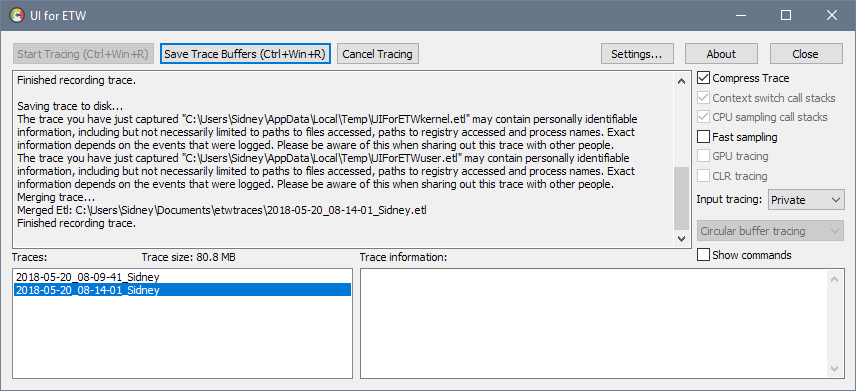 UI for ETW
Start Tracing (Ctrl+Win+R)
Save Trace Buffers (Ctrl+Win+R)
Cancel Tracing
Settings...
About
Close
Finished recording trace.
Saving trace to disk...
The trace you have just captured "C:\Users\Sidney\AppData\Local\Temp\UIForETWkernel.etl" may contain personally identifiable
information, including but not necessarily limited to paths to files accessed, paths to registry accessed and process names. Exact
information depends on the events that were logged. Please be aware of this when sharing out this trace with other people.
The trace you have just captured "C:\Users\Sidney\AppData\Local\Temp\UIForETWuser.etl" may contain personally identifiable
information, including but not necessarily limited to paths to files accessed, paths to registry accessed and process names. Exact
information depends on the events that were logged. Please be aware of this when sharing out this trace with other people.
Merging trace...
Merged Etl: C:\Users\Sidney\Documents\etwtraces\2018-05-20_08-14-01_Sidney.etl
Finished recording trace.
Compress Trace
Context switch call stacks
CPU sampling call stacks
Fast sampling
GPU tracing
CLR tracing
Input tracing: Private
Circular buffer tracing
Show commands
Traces:
Trace size: 80.8 MB
Trace information:
2018-05-20_08-09-41_Sidney
2018-05-20_08-14-01_Sidney